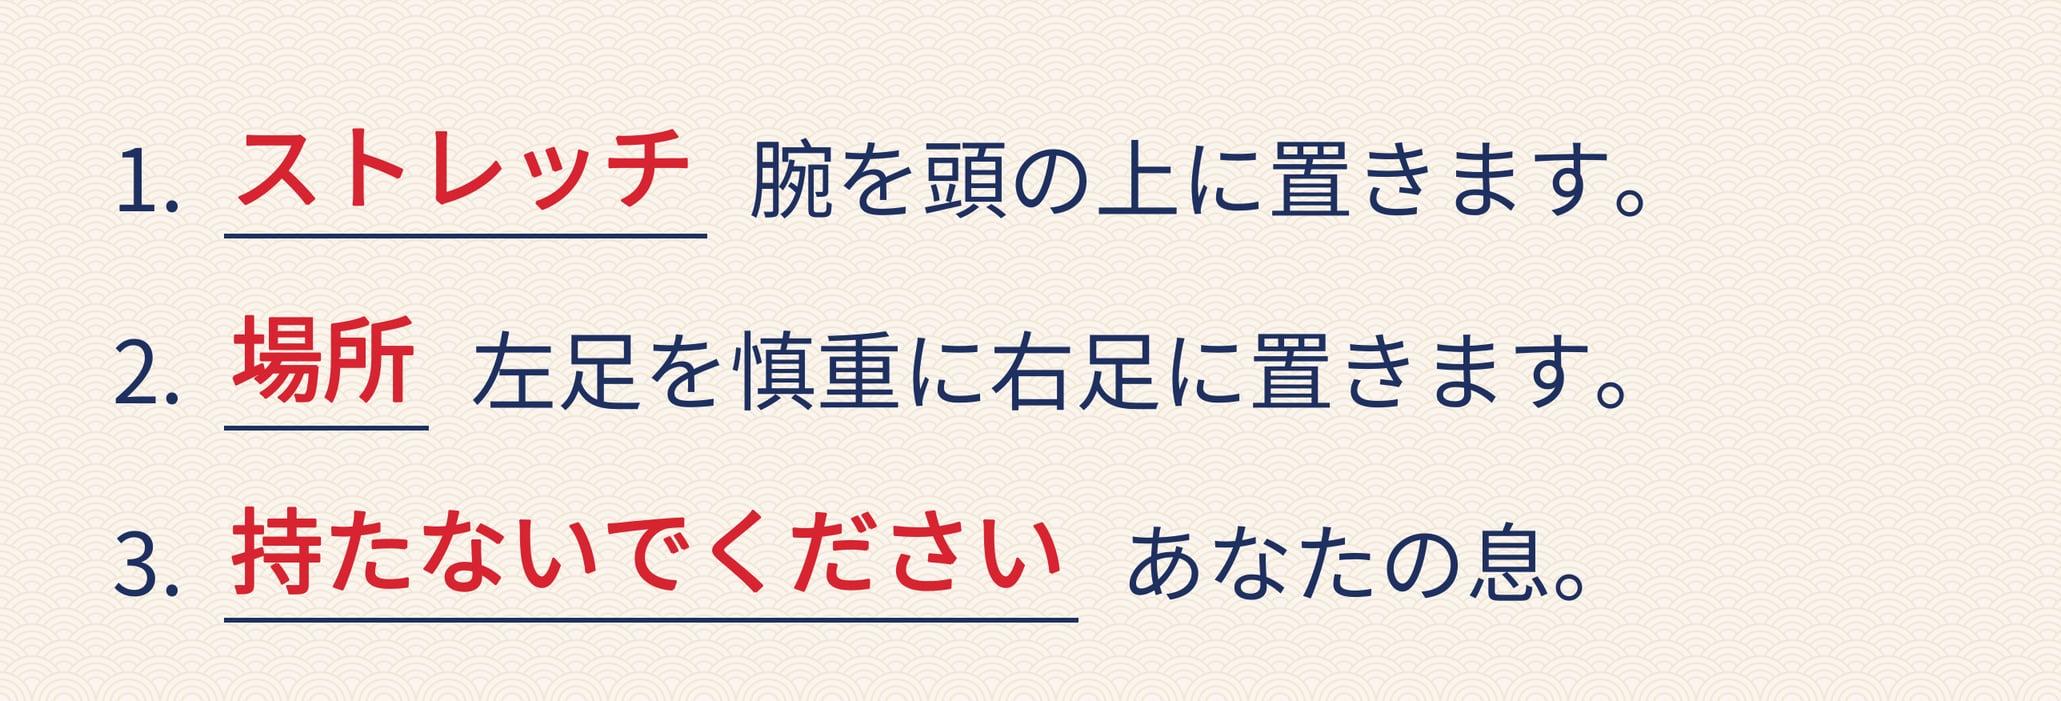 1. ストレッチ 腕を頭の上に置きます。
2. 場所 左足を慎重に右足に置きます。
3. 持たないでください あなたの息。